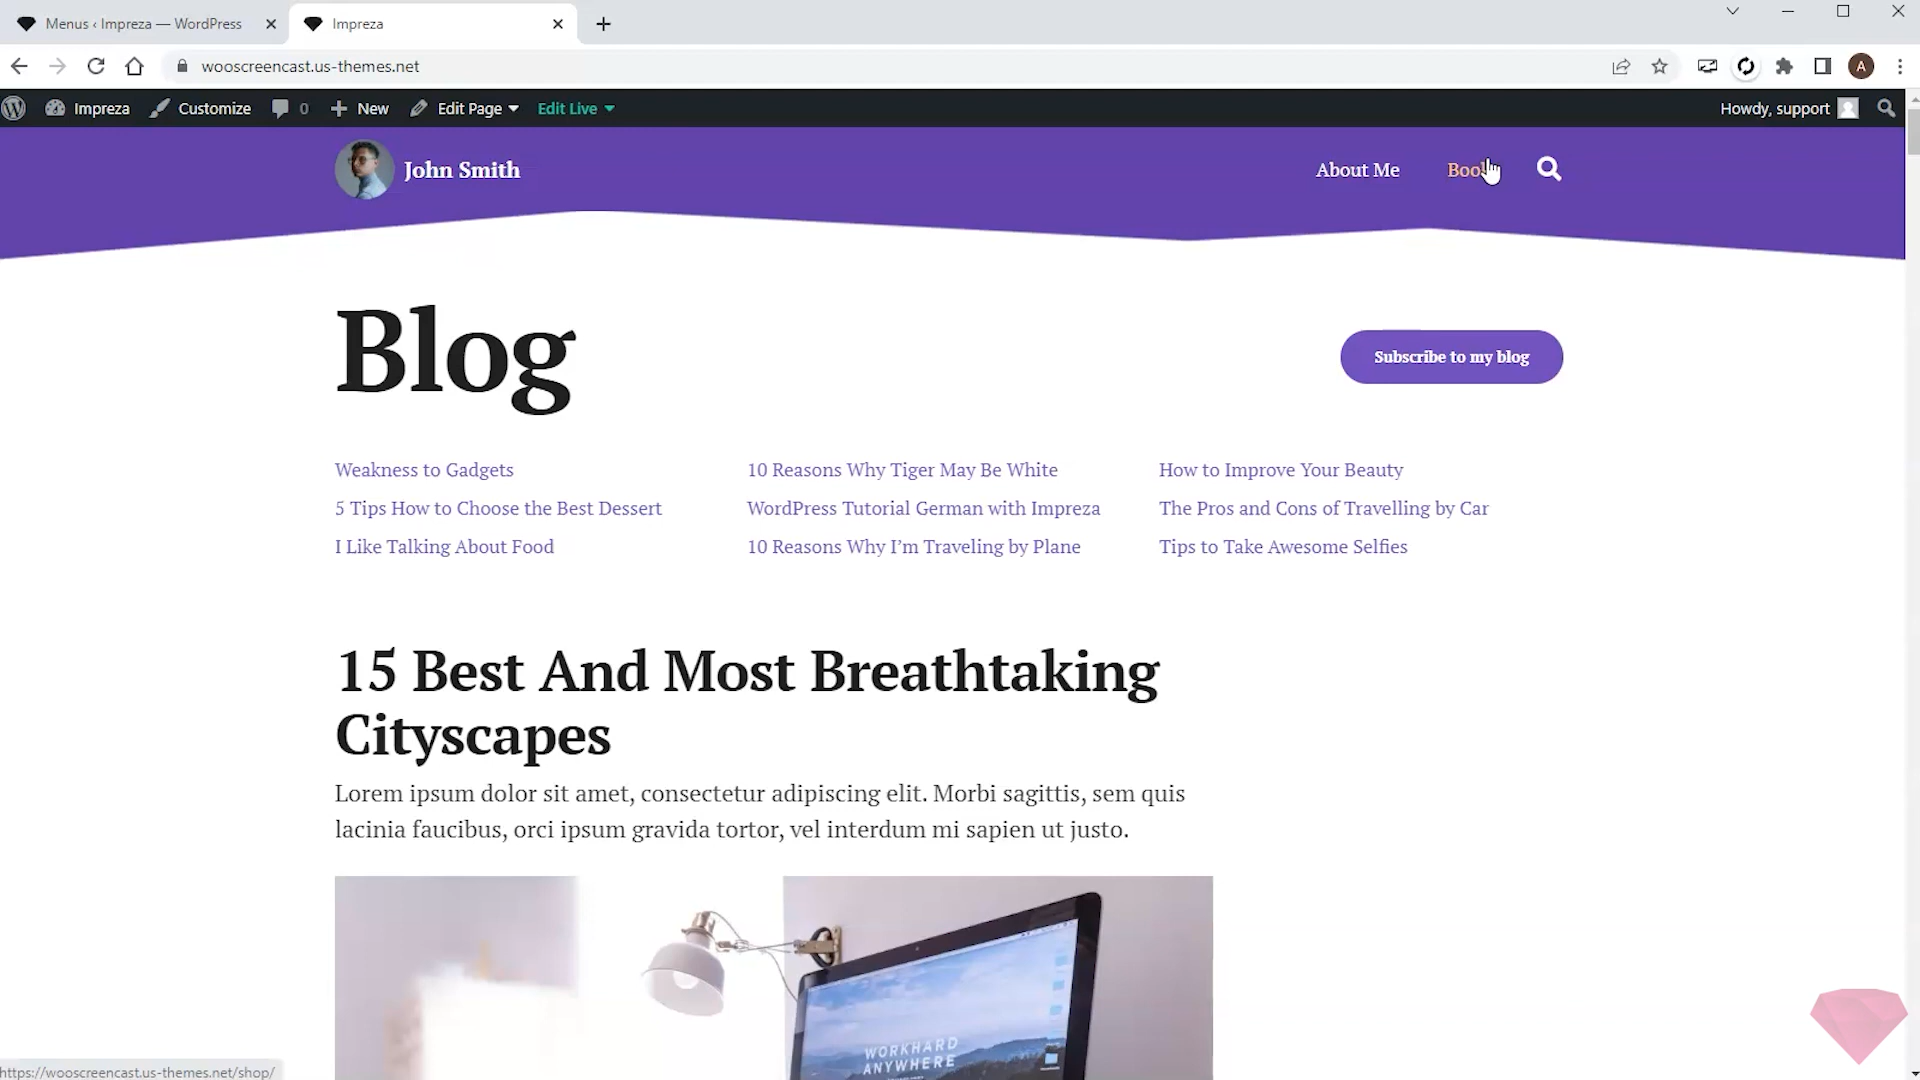 Menus ‹ Impreza — WordPress
Impreza
wooscreencast.us-themes.net
A
Impreza
Customize
0
New
Edit Page
Edit Live
Howdy, support
John Smith
About Me
Blog
Subscribe to my blog
Weakness to Gadgets
10 Reasons Why Tiger May Be White
How to Improve Your Beauty
5 Tips How to Choose the Best Dessert
WordPress Tutorial German with Impreza
The Pros and Cons of Travelling by Car
I Like Talking About Food
10 Reasons Why I’m Traveling by Plane
Tips to Take Awesome Selfies
15 Best And Most Breathtaking
Cityscapes
Lorem ipsum dolor sit amet, consectetur adipiscing elit. Morbi sagittis, sem quis
lacinia faucibus, orci ipsum gravida tortor, vel interdum mi sapien ut justo.
WORKHARD
ANYWHERE
https://wooscreencast.us-themes.net/shop/